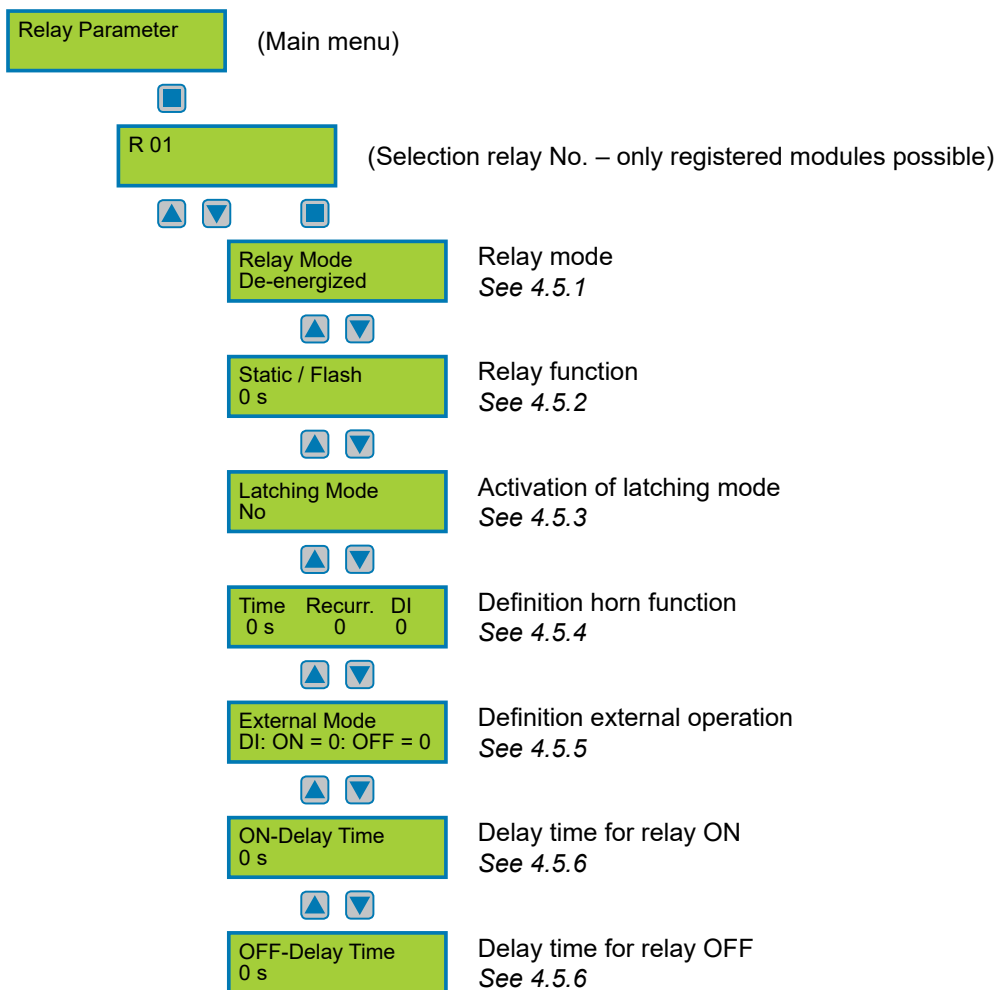 Relay Parameter
(Main menu)
R 01
(Selection relay No. – only registered modules possible)
Relay Mode
De-energized
Relay mode
See 4.5.1
Static / Flash
0 s
Relay function
See 4.5.2
Latching Mode
No
Activation of latching mode
See 4.5.3
Time Recurr. DI
0 s 0 0
Definition horn function
See 4.5.4
External Mode
DI: ON = 0: OFF = 0
Definition external operation
See 4.5.5
ON-Delay Time
0 s
Delay time for relay ON
See 4.5.6
OFF-Delay Time
0 s
Delay time for relay OFF
See 4.5.6